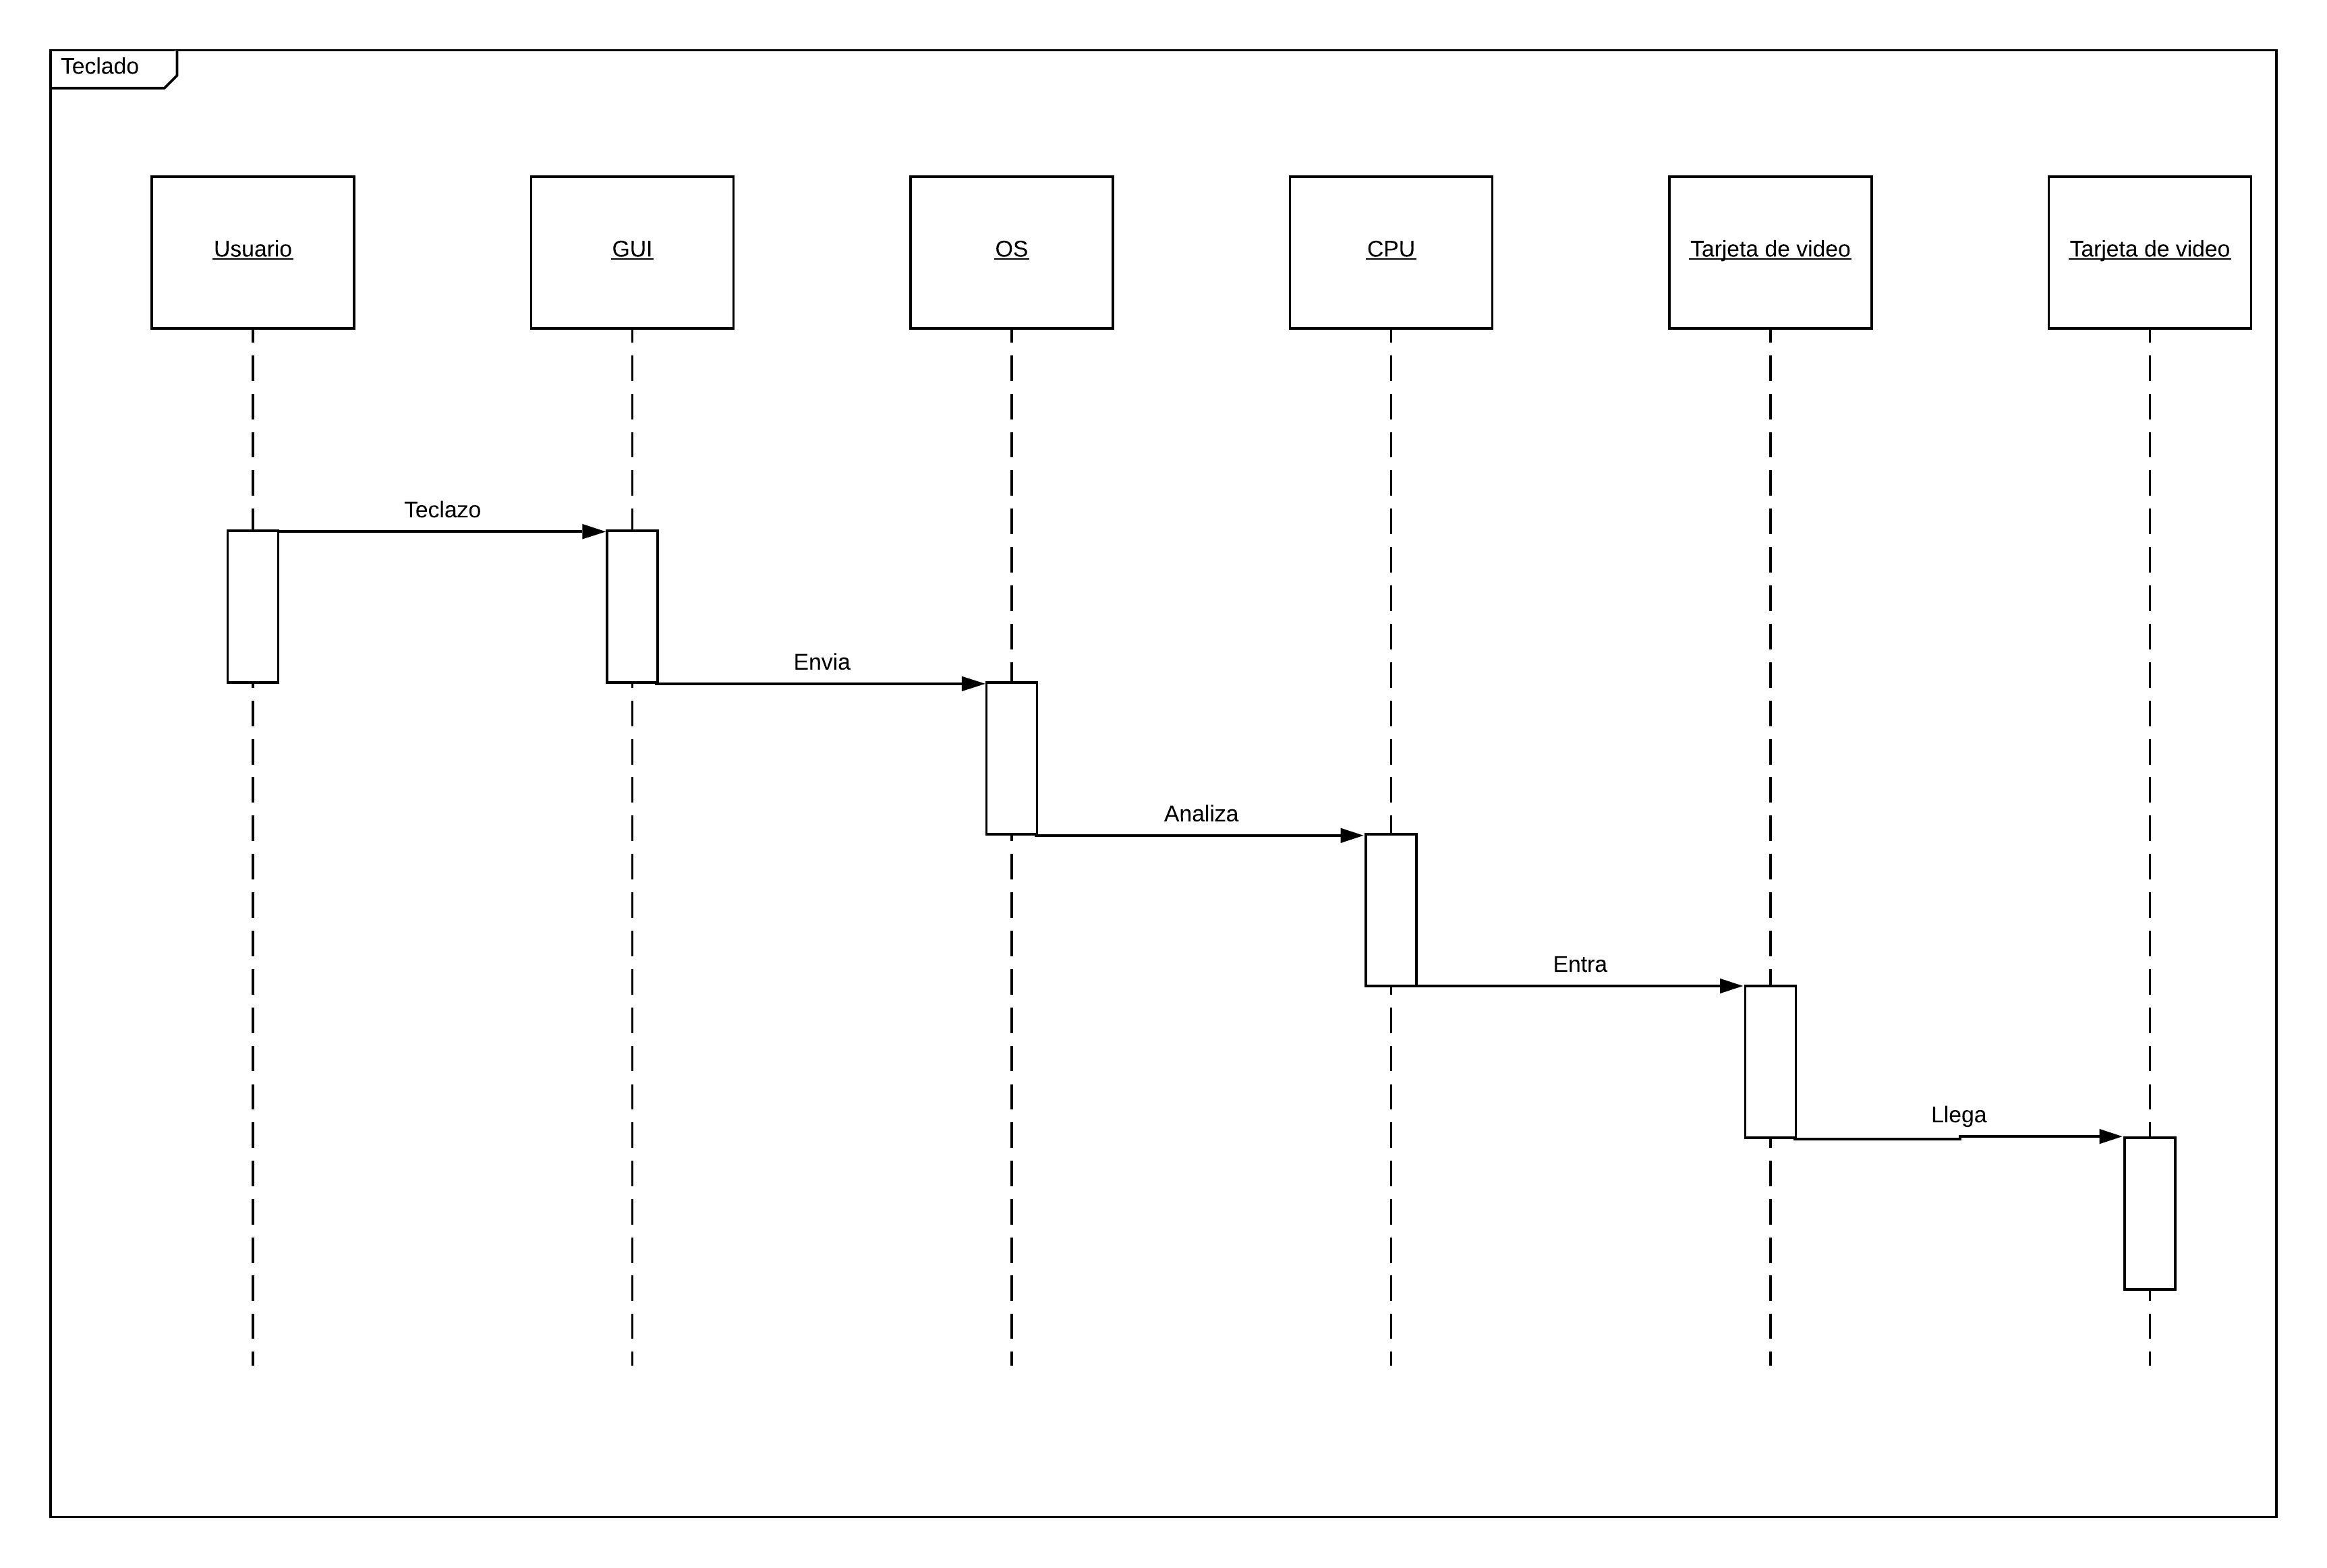 Teclado
Usuario
GUI
OS
CPU
Tarjeta de video
Tarjeta de video
Teclazo
Envia
Analiza
Entra
Llega